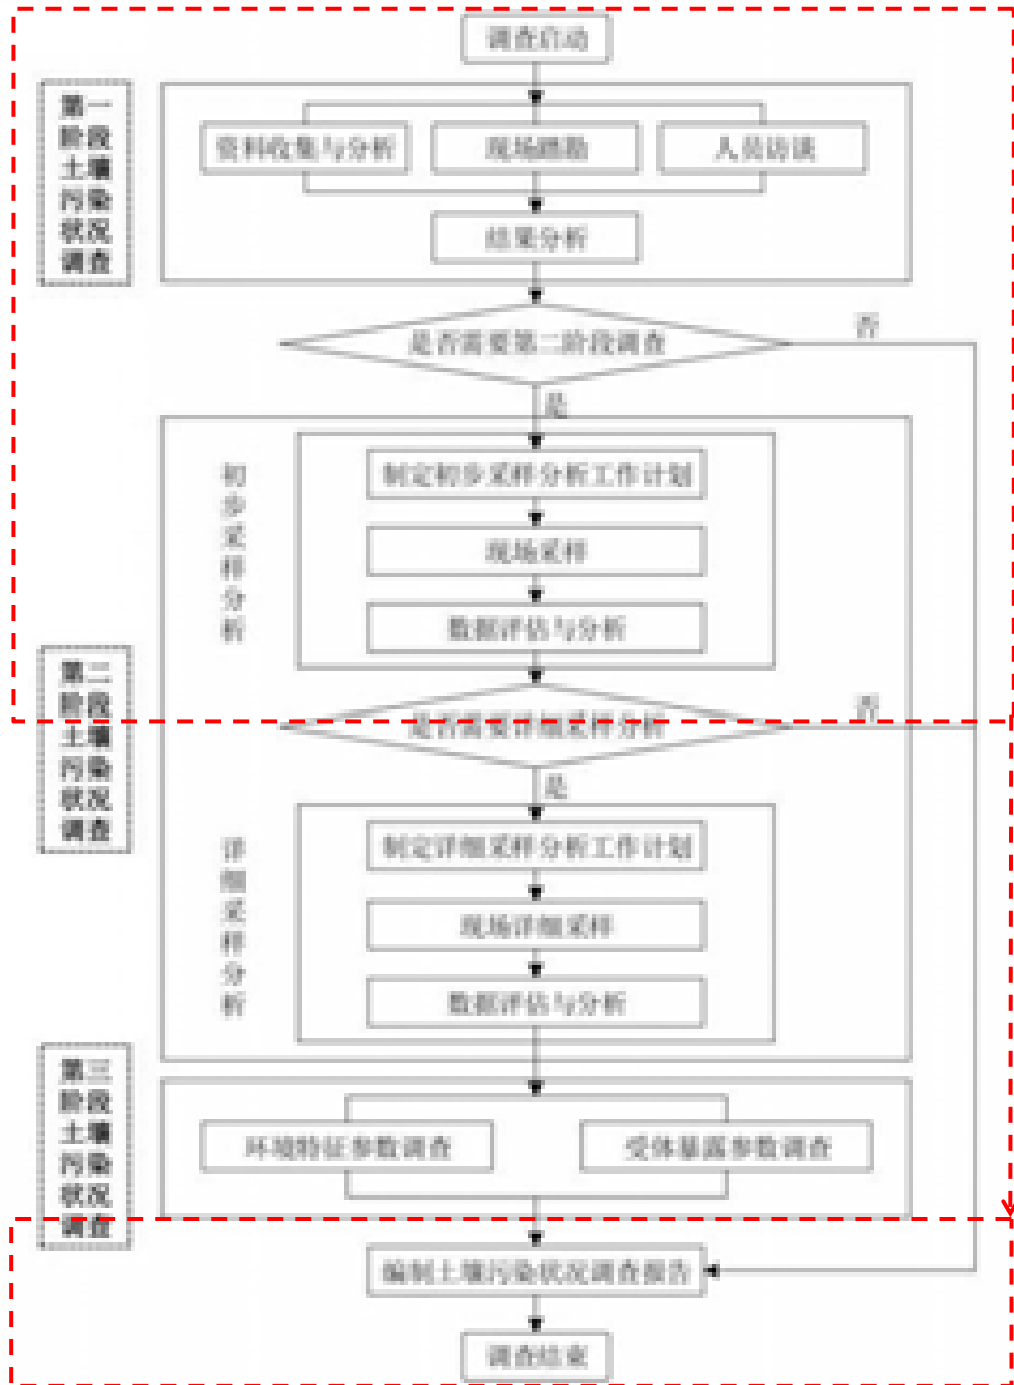 调查启动
第一
阶段
土壤
污染
状况
调查
资料收集与分析
现场踏勘
人员访谈
结果分析
是否需要第二阶段调查
否
是
初步采样分析
制定初步采样分析工作计划
现场采样
数据评估与分析
第二
阶段
土壤
污染
状况
调查
是否需要详细采样分析
否
是
详细采样分析
制定详细采样分析工作计划
现场详细采样
数据评估与分析
第三
阶段
土壤
污染
状况
调查
环境特征参数调查
受体暴露参数调查
编制土壤污染状况调查报告
调查结束